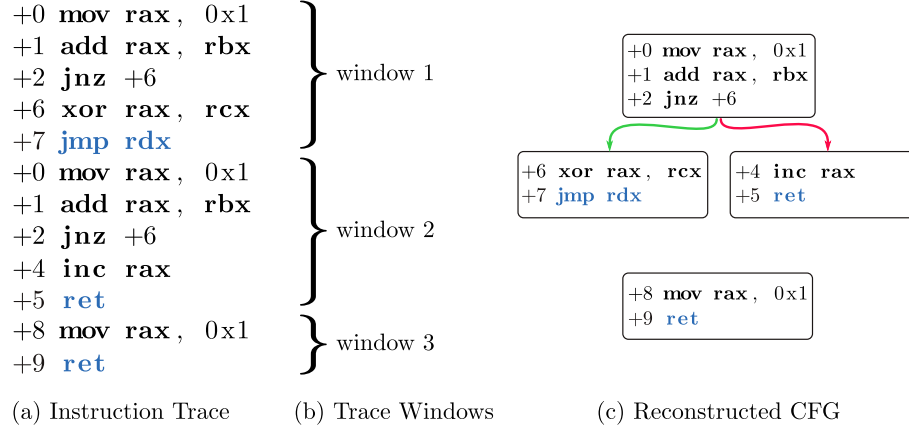 +0 mov rax, 0x1
+1 add rax, rbx
+2 jnz +6
+6 xor rax, rcx
+7 jmp rdx
+0 mov rax, 0x1
+1 add rax, rbx
+2 jnz +6
+4 inc rax
+5 ret
+8 mov rax, 0x1
+9 ret
(a) Instruction Trace
window 1
window 2
window 3
(b) Trace Windows
+0 mov rax, 0x1
+1 add rax, rbx
+2 jnz +6
+6 xor rax, rcx
+7 jmp rdx
+4 inc rax
+5 ret
+8 mov rax, 0x1
+9 ret
(c) Reconstructed CFG